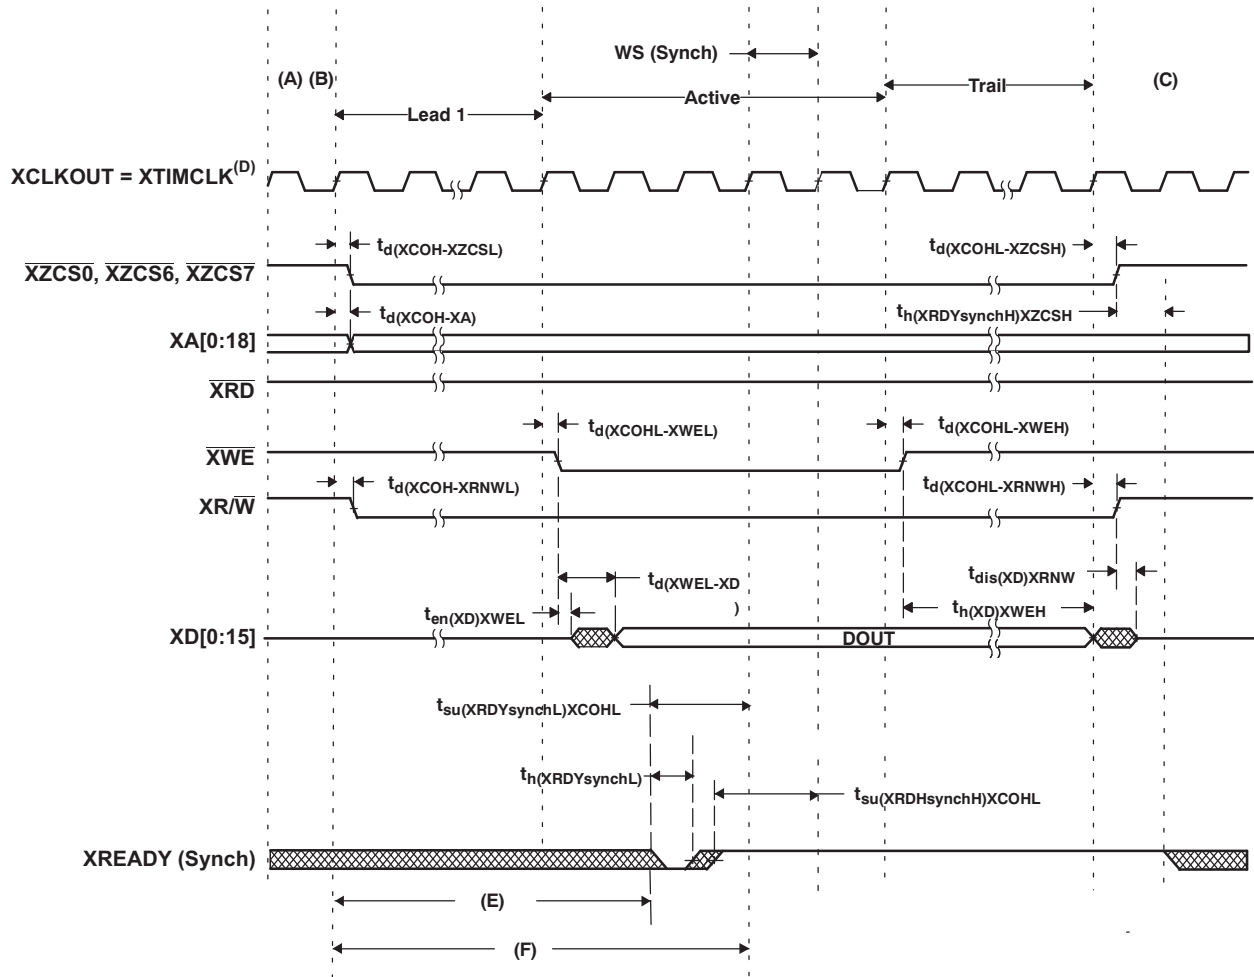 WS (Synch)
(A) (B)
(C)
Trail
Active
Lead 1
XCLKOUT = XTIMCLK(D)
td(XCOH-XZCSL)
td(XCOHL-XZCSH)
XZCS0, XZCS6, XZCS7
td(XCOH-XA)
th(XRDYsynchH)XZCSH
XA[0:18]
XRD
td(XCOHL-XWEL)
td(XCOHL-XWEH)
XWE
td(XCOH-XRNWL)
td(XCOHL-XRNWH)
XR/W
td(XWEL-XD
)
tdis(XD)XRNW
ten(XD)XWEL
th(XD)XWEH
XD[0:15]
DOUT
tsu(XRDYsynchL)XCOHL
th(XRDYsynchL)
tsu(XRDHsynchH)XCOHL
XREADY (Synch)
(E)
(F)